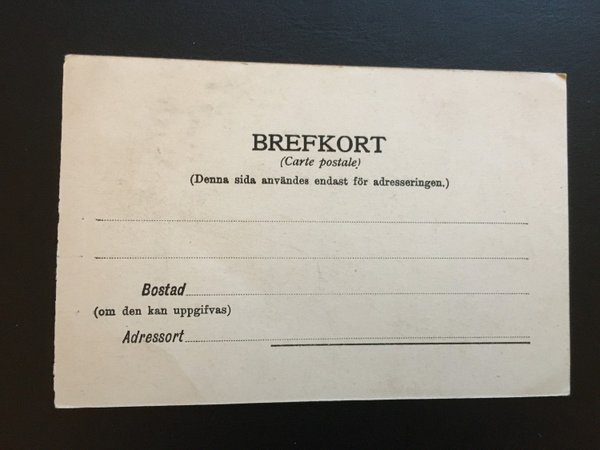 BREFKORT
(Carte postale)
(Denna sida användes endast för adresseringen.)
Bostad
(om den kan uppgifvas)
Adressort